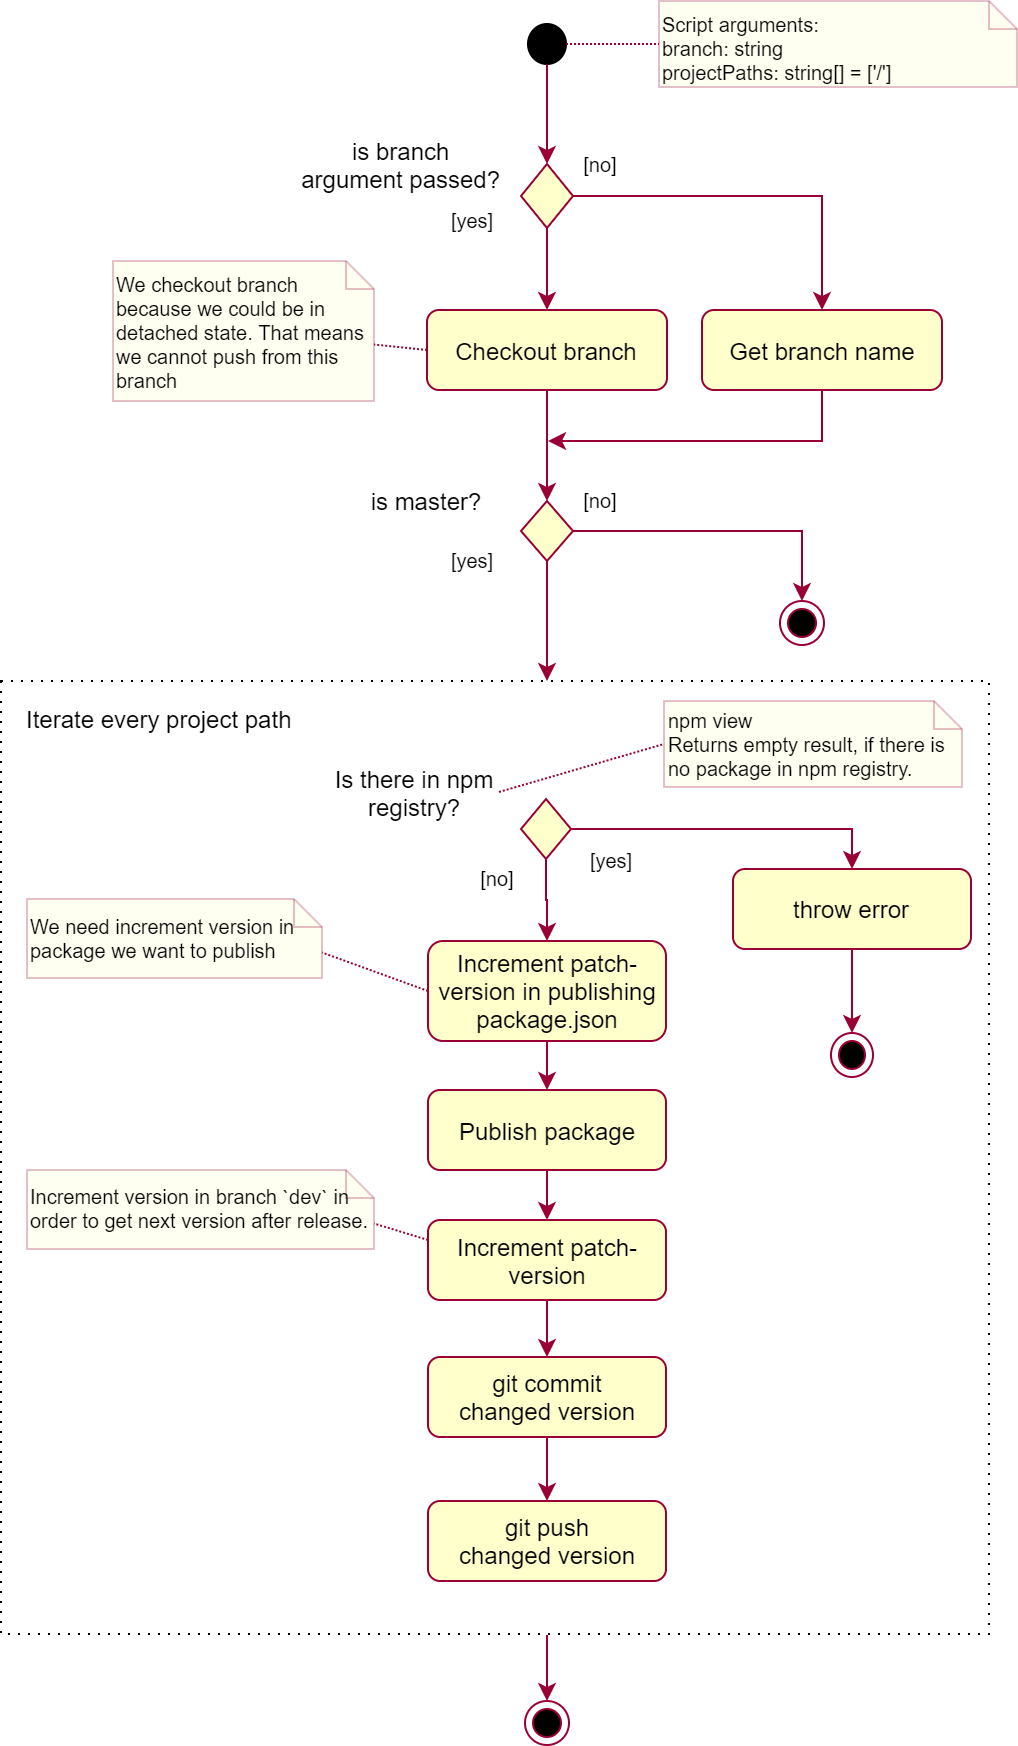 Script arguments:
branch: string
projectPaths: string[] = ['/']
is branch
argument passed?
[no]
[yes]
We checkout branch
because we could be in
detached state. That means
we cannot push from this
branch
Checkout branch
Get branch name
is master?
[no]
[yes]
Iterate every project path
npm view
Returns empty result, if there is
no package in npm registry.
Is there in npm
registry?
[yes]
[no]
throw error
We need increment version in
package we want to publish
Increment patch-
version in publishing
package.json
Publish package
Increment version in branch `dev` in
order to get next version after release.
Increment patch-
version
git commit
changed version
git push
changed version